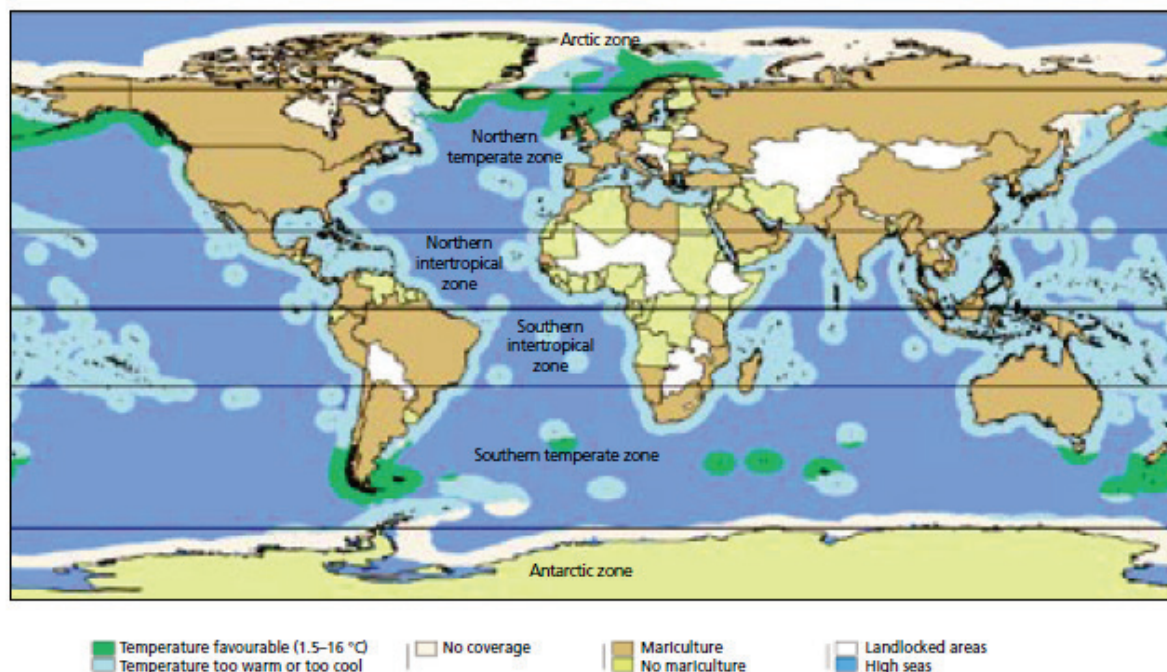 Arctic zone
Northern
temperate zone
Northern
intertropical
zone
Southern
intertropical
zone
Southern temperate zone
Antarctic zone
Temperature favourable (1.5–16 °C)
No coverage
Mariculture
Landlocked areas
Temperature too warm or too cool
No mariculture
High seas